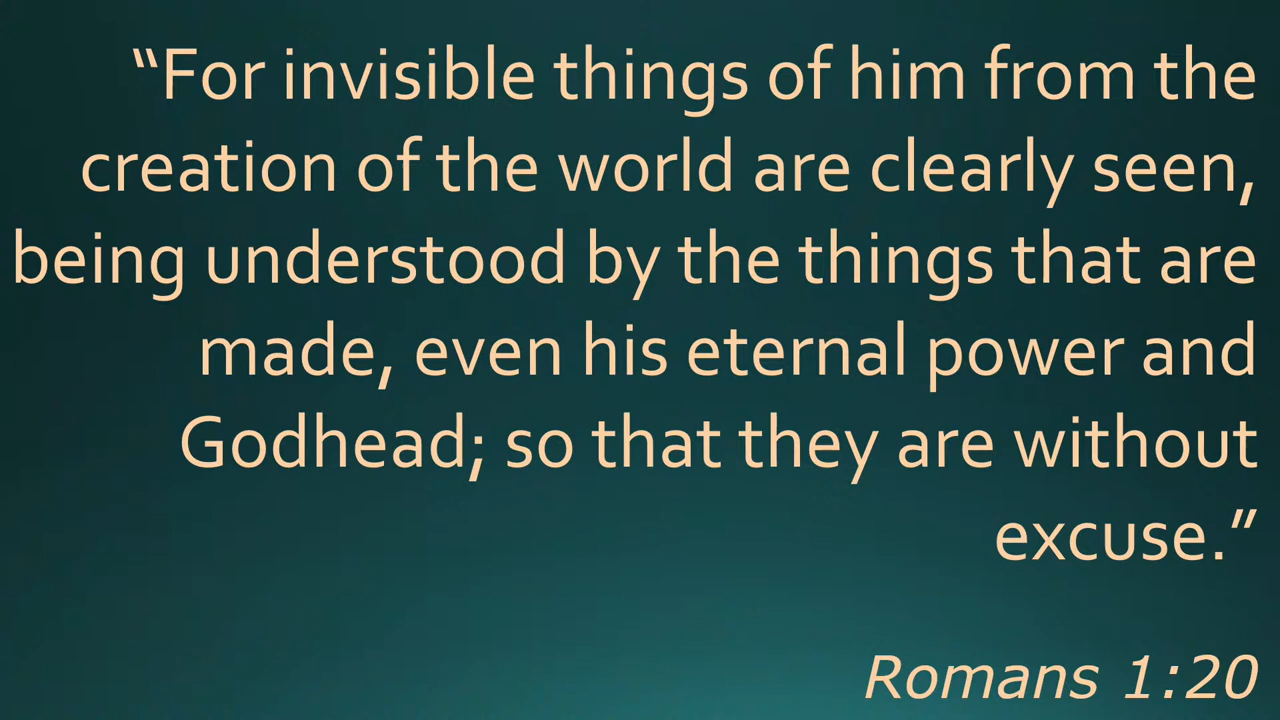 “For invisible things of him from the
creation of the world are clearly seen,
being understood by the things that are
made, even his eternal power and
Godhead; so that they are without
excuse.”
Romans 1:20